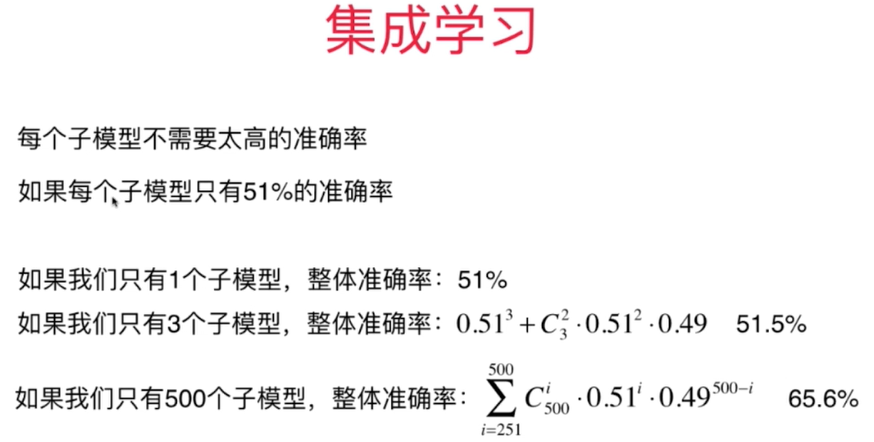 集成学习
每个子模型不需要太高的准确率
如果每个子模型只有51%的准确率
如果我们只有1个子模型，整体准确率：51%
如果我们只有3个子模型，整体准确率：$0.51^3 + C_3^2 \cdot 0.51^2 \cdot 0.49$ 51.5%
如果我们只有500个子模型，整体准确率：$\sum_{i=251}^{500} C_{500}^i \cdot 0.51^i \cdot 0.49^{500-i}$ 65.6%